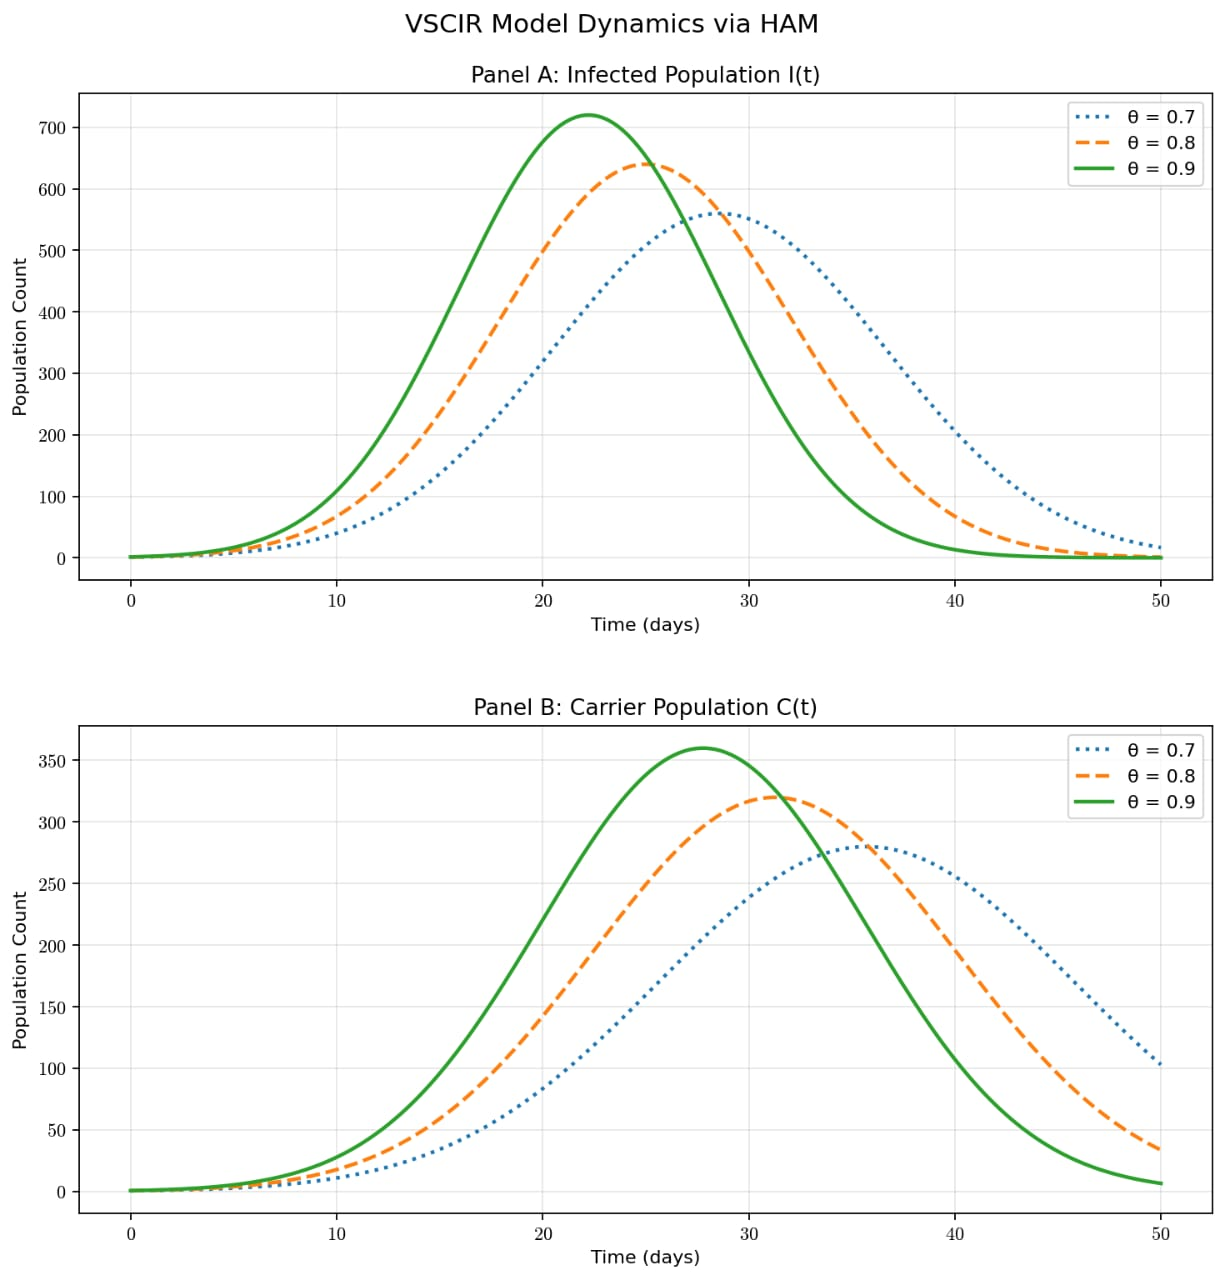 VSCIR Model Dynamics via HAM
Panel A: Infected Population I(t)
θ = 0.7
θ = 0.8
θ = 0.9
Population Count
700
600
500
400
300
200
100
0
0 10 20 30 40 50
Time (days)
Panel B: Carrier Population C(t)
θ = 0.7
θ = 0.8
θ = 0.9
Population Count
350
300
250
200
150
100
50
0
0 10 20 30 40 50
Time (days)